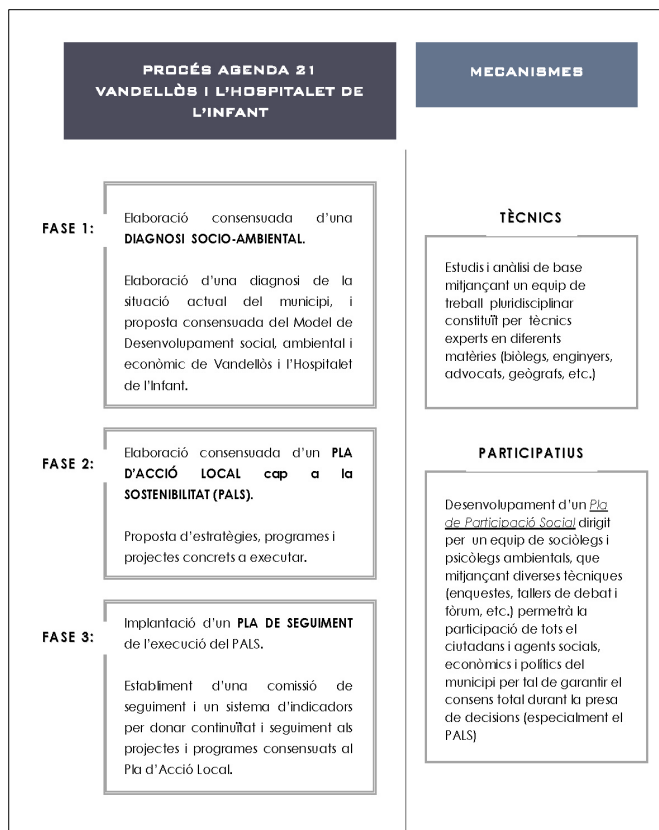 PROCÉS AGENDA 21
VANDELLÒS I L'HOSPITALET DE
L'INFANT
MECANISMES
FASE 1:
Elaboració consensuada d'una
DIAGNOSI SOCIO-AMBIENTAL.
Elaboració d'una diagnosi de la
situació actual del municipi, i
proposta consensuada del Model de
Desenvolupament social, ambiental i
econòmic de Vandellòs i l'Hospitalet
de l'Infant.
FASE 2:
Elaboració consensuada d'un PLA
D'ACCIÓ LOCAL cap a la
SOSTENIBILITAT (PALS).
Proposta d'estratègies, programes i
projectes concrets a executar.
FASE 3:
Implantació d'un PLA DE SEGUIMENT
de l'execució del PALS.
Establiment d'una comissió de
seguiment i un sistema d'indicadors
per donar continuïtat i seguiment als
projectes i programes consensuats al
Pla d'Acció Local.
TÈCNICS
Estudis i anàlisi de base
mitjançant un equip de
treball pluridisciplinar
constituït per tècnics
experts en diferents
matèries (biòlegs, enginyers,
advocats, geògrafs, etc.)
PARTICIPATIUS
Desenvolupament d'un Pla
de Participació Social dirigit
per un equip de sociòlegs i
psicòlegs ambientals, que
mitjançant diverses tècniques
(enquestes, tallers de debat i
fòrum, etc.) permetrà la
participació de tots el
ciutadans i agents socials,
econòmics i polítics del
municipi per tal de garantir el
consens total durant la presa
de decisions (especialment el
PALS)